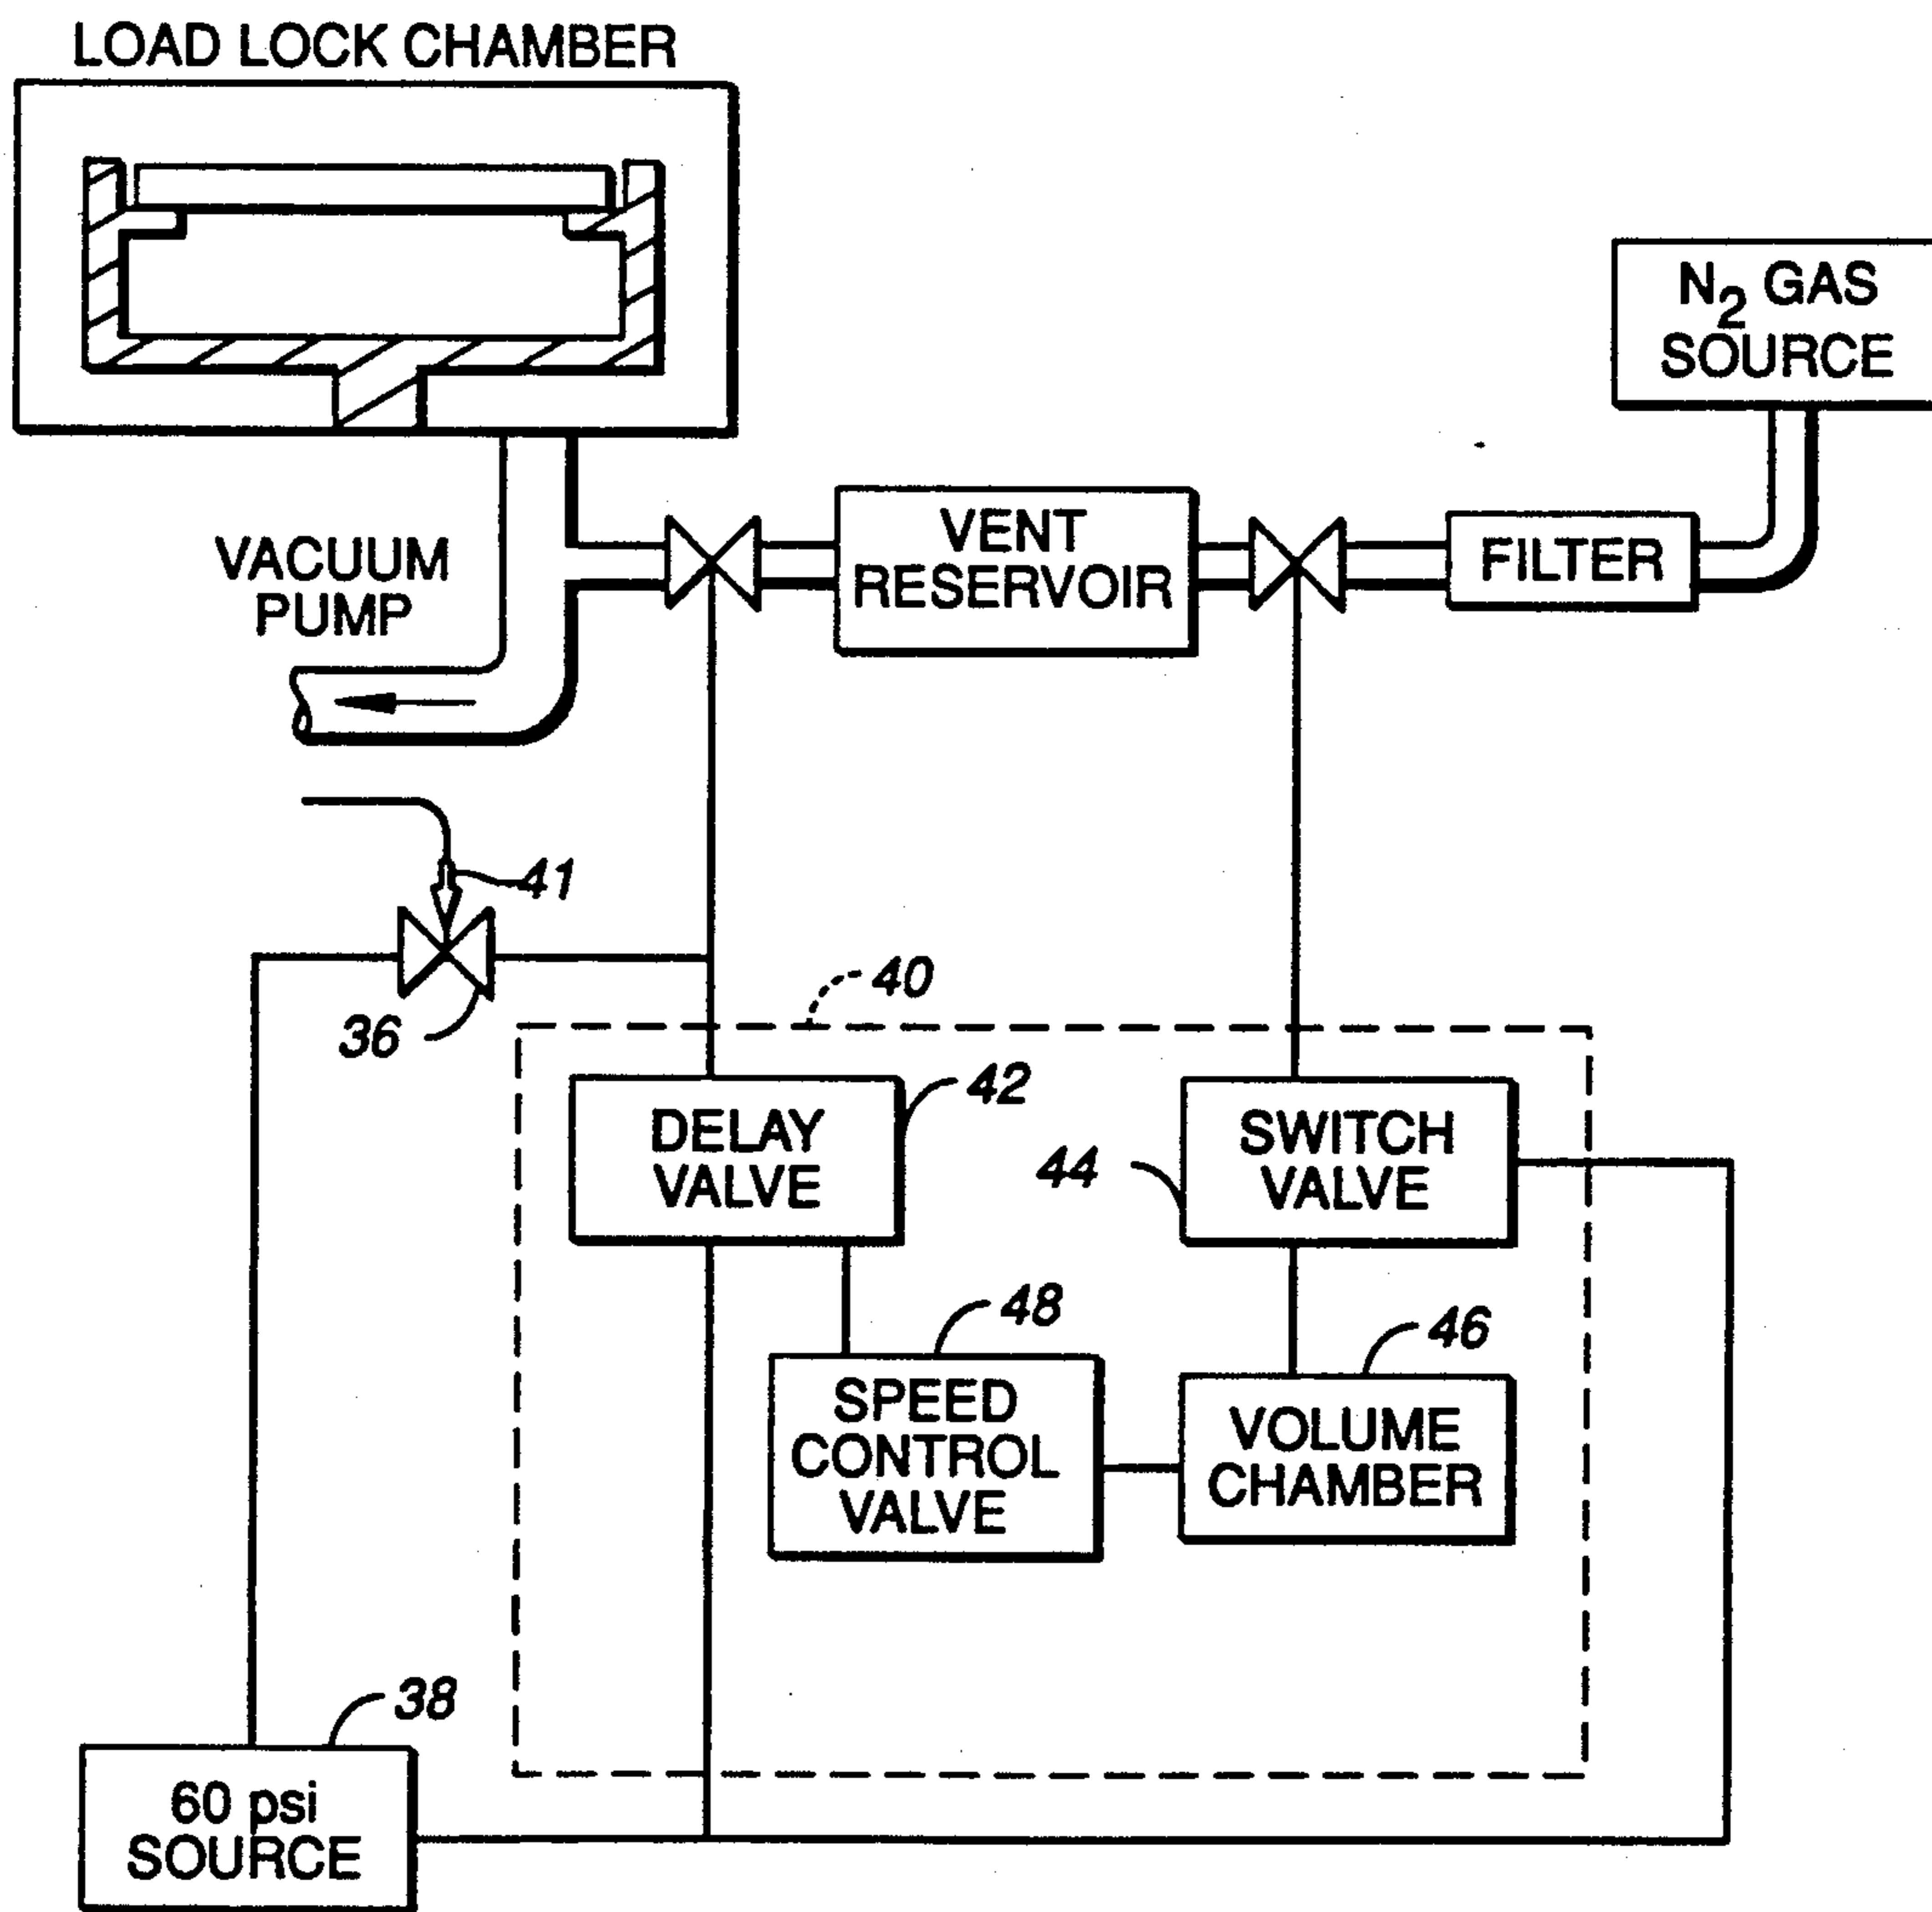 LOAD LOCK CHAMBER
N2 GAS
SOURCE
VENT
RESERVOIR
FILTER
VACUUM
PUMP
41
36
40
DELAY
VALVE
42
44
SWITCH
VALVE
48
SPEED
CONTROL
VALVE
46
VOLUME
CHAMBER
38
60 psi
SOURCE